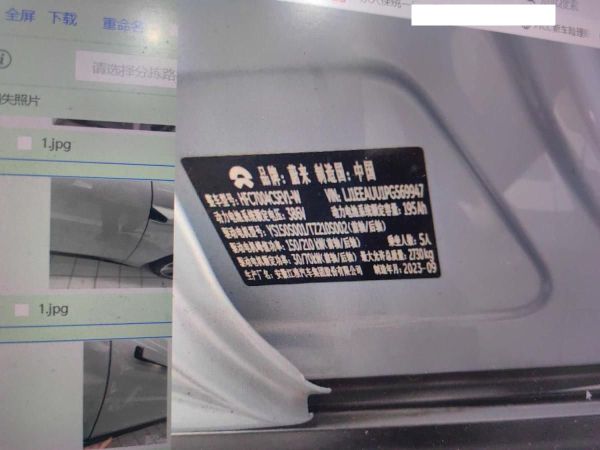 全屏 下载 重命名
请选择分拣路
失照片
1.jpg
1.jpg
品牌：蔚来 制造国：中国
整车型号：HFC7000ACSEV1-W VIN：LJ1EEAUU1PG569947
动力电池系统额定电压：386V 动力电池系统额定容量：195Ah
驱动电机型号：YS150S001/TZ210S002(前轴/后轴)
驱动电机峰值功率：150/210kW(前轴/后轴) 乘坐人数：5人
驱动电机额定功率：50/70kW(前轴/后轴) 最大允许总质量：2730kg
生产厂名：安徽江淮汽车集团股份有限公司 制造年月：2023-09